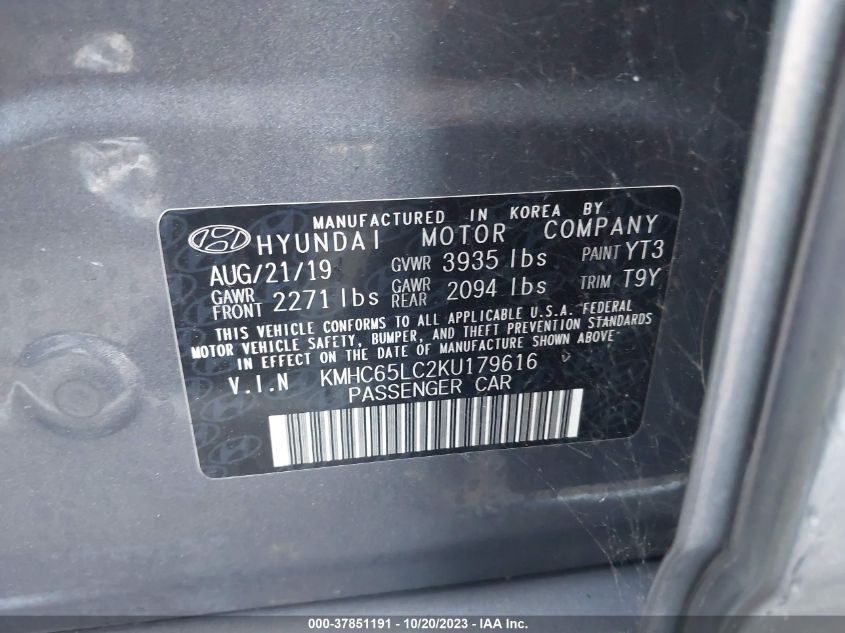 MANUFACTURED IN KOREA BY
HYUNDAI MOTOR COMPANY
AUG/21/19 GVWR 3935 lbs PAINT YT3
GAWR FRONT 2271 lbs GAWR REAR 2094 lbs TRIM T9Y
THIS VEHICLE CONFORMS TO ALL APPLICABLE U.S.A. FEDERAL
MOTOR VEHICLE SAFETY, BUMPER, AND THEFT PREVENTION STANDARDS
IN EFFECT ON THE DATE OF MANUFACTURE SHOWN ABOVE.
V.I.N KMHC65LC2KU179616
PASSENGER CAR
000-37851191 - 10/20/2023 - IAA Inc.